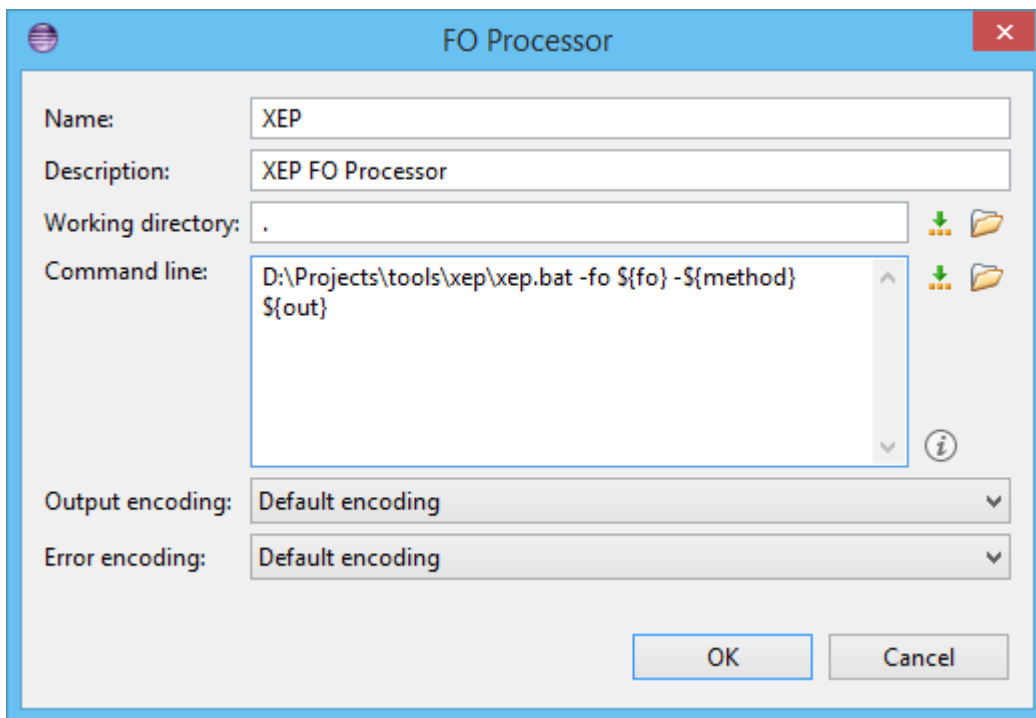 FO Processor
Name: XEP
Description: XEP FO Processor
Working directory: .
Command line: D:\Projects\tools\xep\xep.bat -fo ${fo} -${method}
${out}
Output encoding: Default encoding
Error encoding: Default encoding
OK Cancel